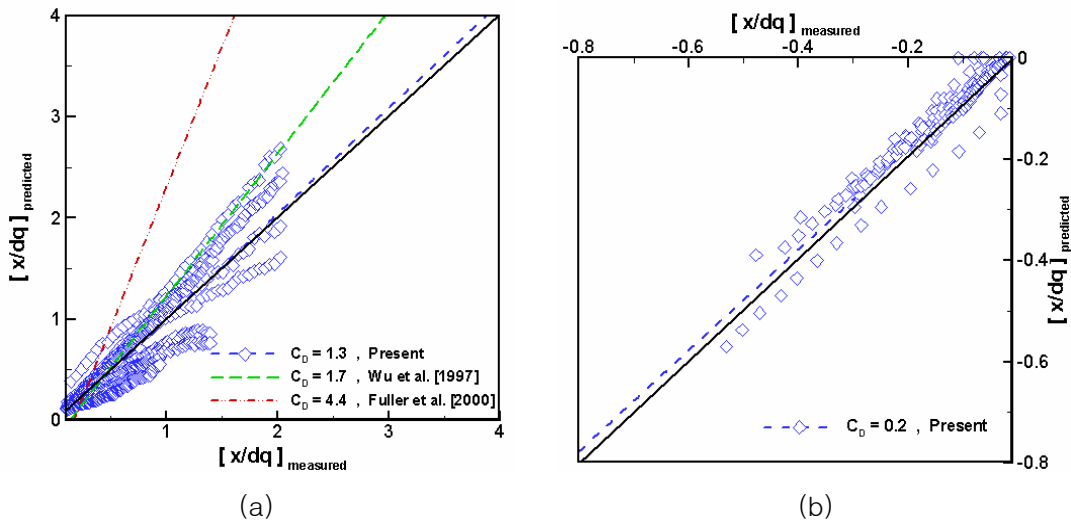 4
3
2
1
0
1
2
3
4
[ x/dq ] predicted
[ x/dq ] measured
C_D = 1.3 , Present
C_D = 1.7 , Wu et al. [1997]
C_D = 4.4 , Fuller et al. [2000]
(a)
(b)
[ x/dq ] measured
-0.8
-0.6
-0.4
-0.2
0
-0.2
-0.4
-0.6
-0.8
[ x/dq ] predicted
C_D = 0.2 , Present